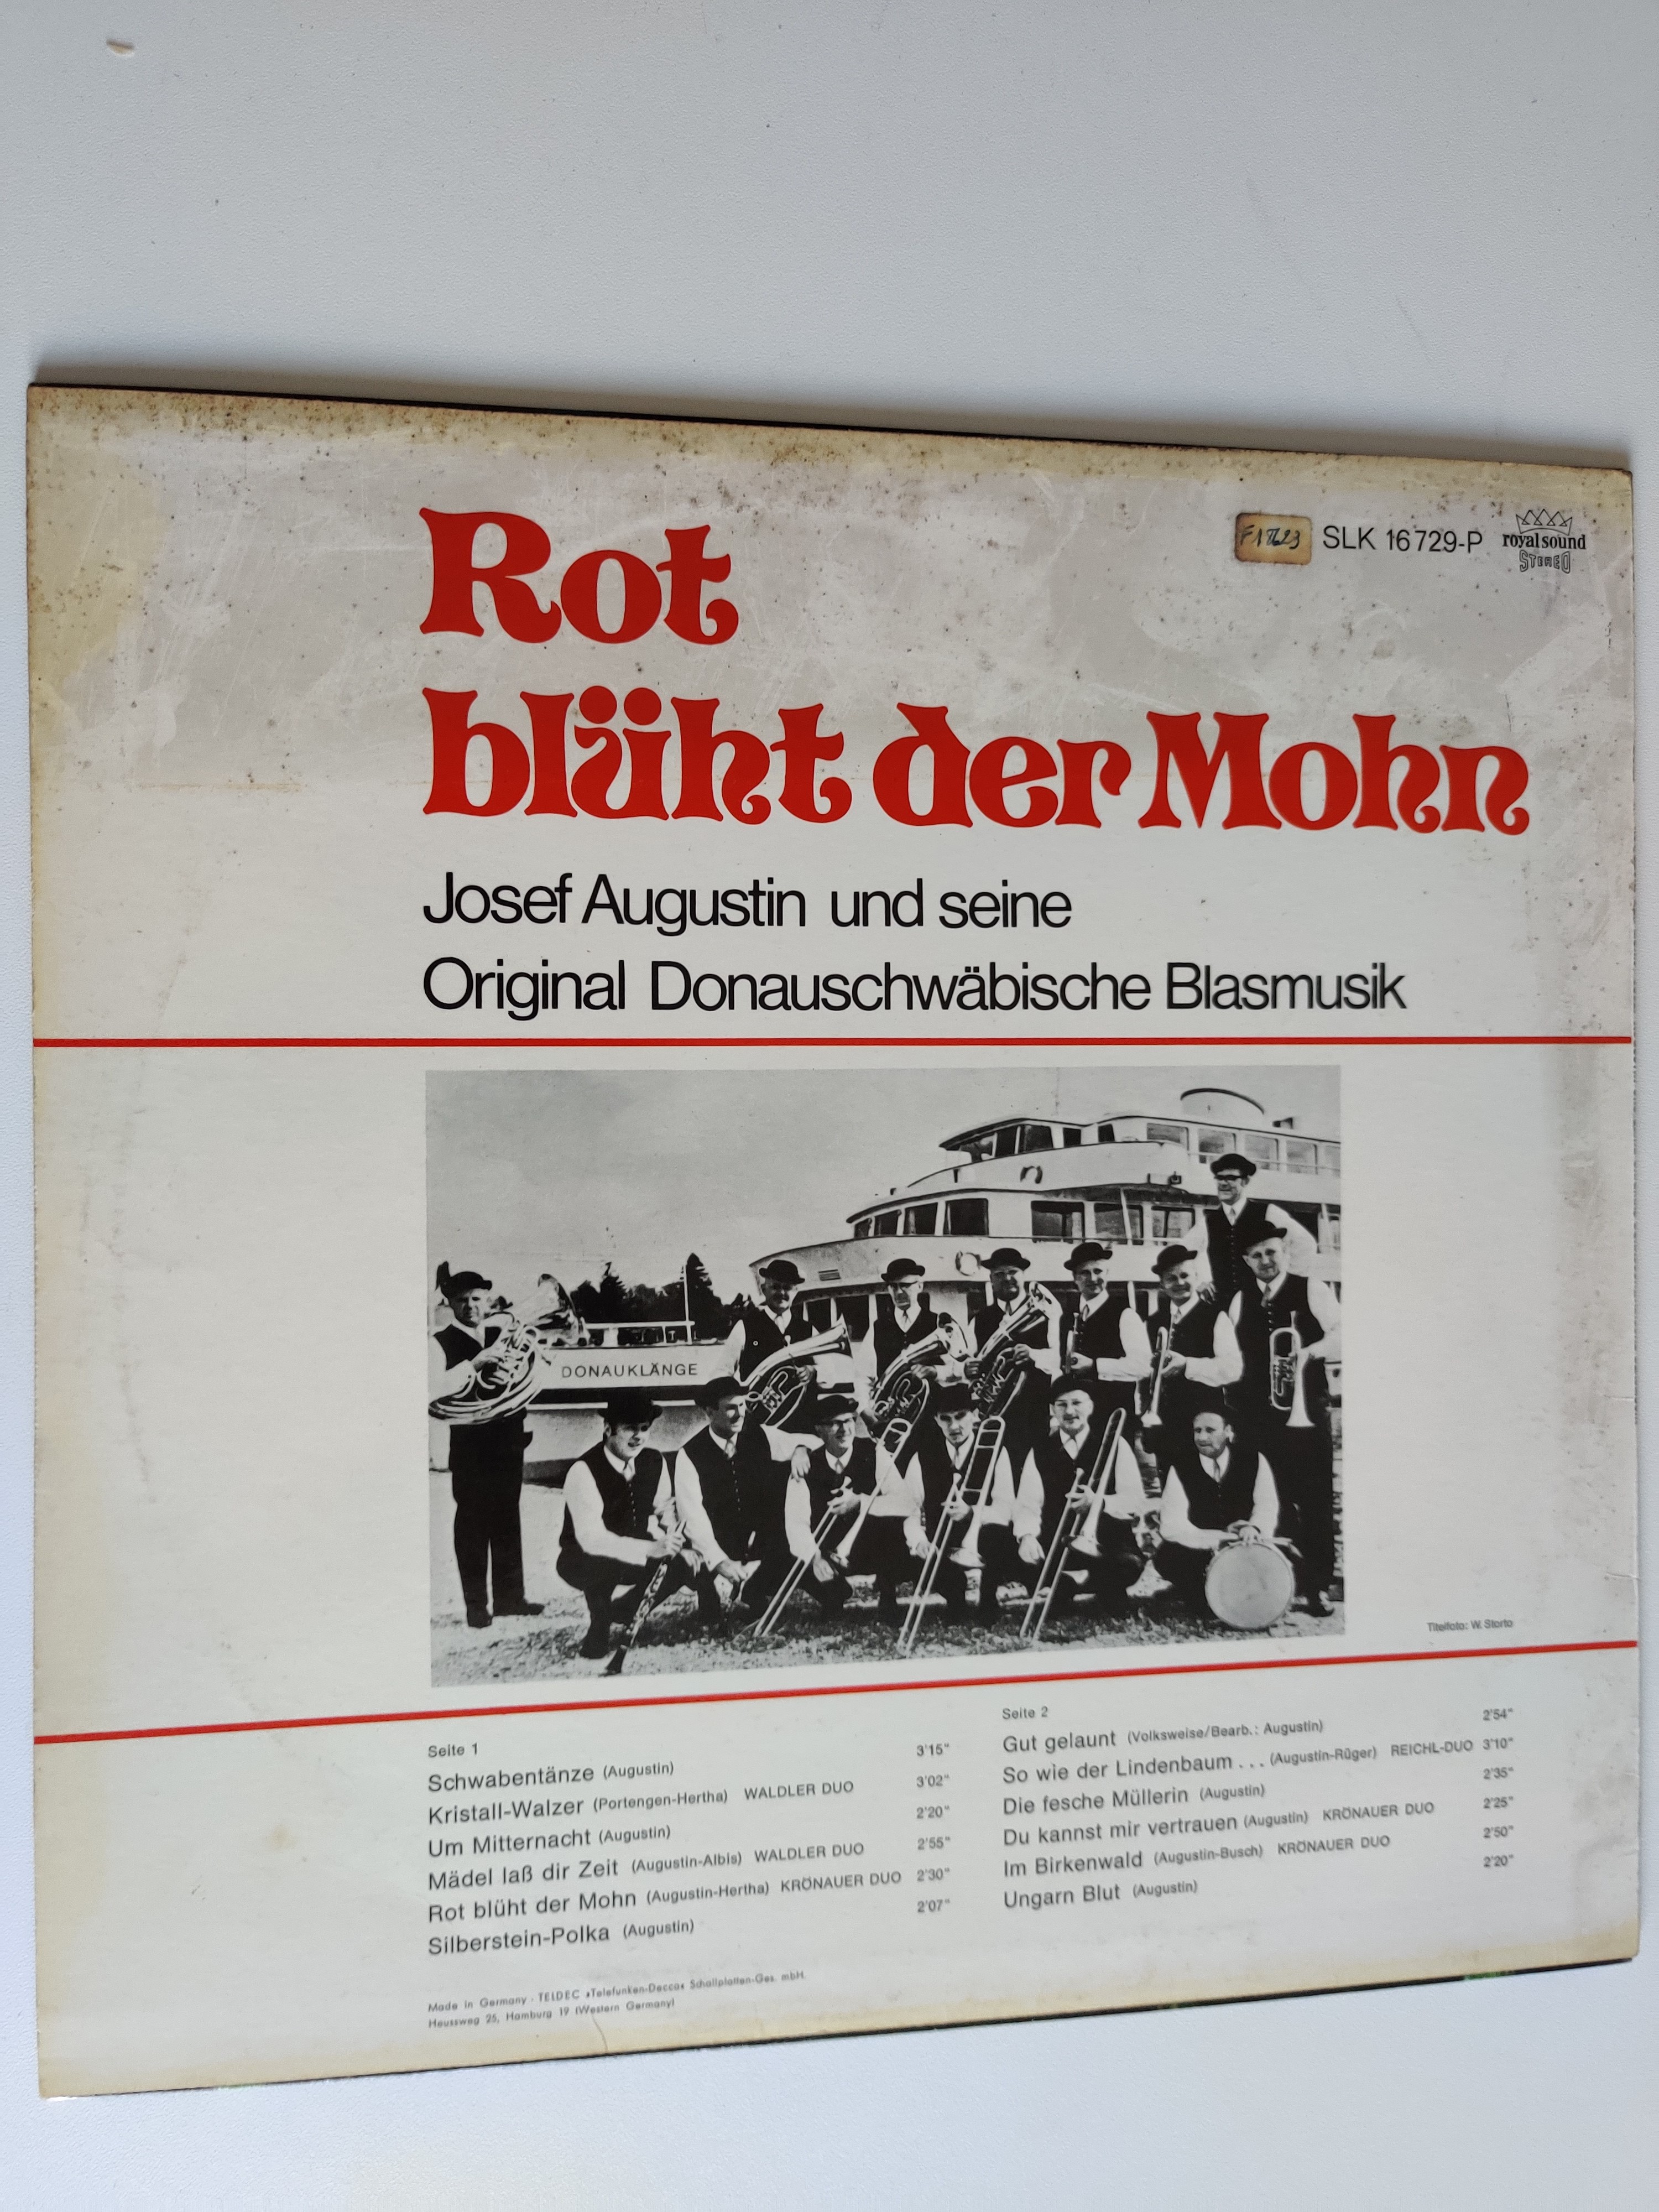 Rot
blüht der Mohn
SLK 16729-P
royal sound
STEREO
Josef Augustin und seine
Original Donauschwäbische Blasmusik
DONAUKLÄNGE
Titelfoto: W. Storto
Seite 1
Schwabentänze (Augustin) 3'15"
Kristall-Walzer (Portengen-Hertha) WALDLER DUO 3'02"
Um Mitternacht (Augustin) 2'20"
Mädel laß dir Zeit (Augustin-Albis) WALDLER DUO 2'55"
Rot blüht der Mohn (Augustin-Hertha) KRÖNAUER DUO 2'30"
Silberstein-Polka (Augustin) 2'07"
Seite 2
Gut gelaunt (Volksweise/Bearb.: Augustin) 2'54"
So wie der Lindenbaum . . . (Augustin-Rüger) REICHL-DUO 3'10"
Die fesche Müllerin (Augustin) 2'35"
Du kannst mir vertrauen (Augustin) KRÖNAUER DUO 2'25"
Im Birkenwald (Augustin-Busch) KRÖNAUER DUO 2'50"
Ungarn Blut (Augustin) 2'20"
Made in Germany · TELDEC »Telefunken-Decca« Schallplatten-Ges. mbH.
Heussweg 25, Hamburg 19 (Western Germany)